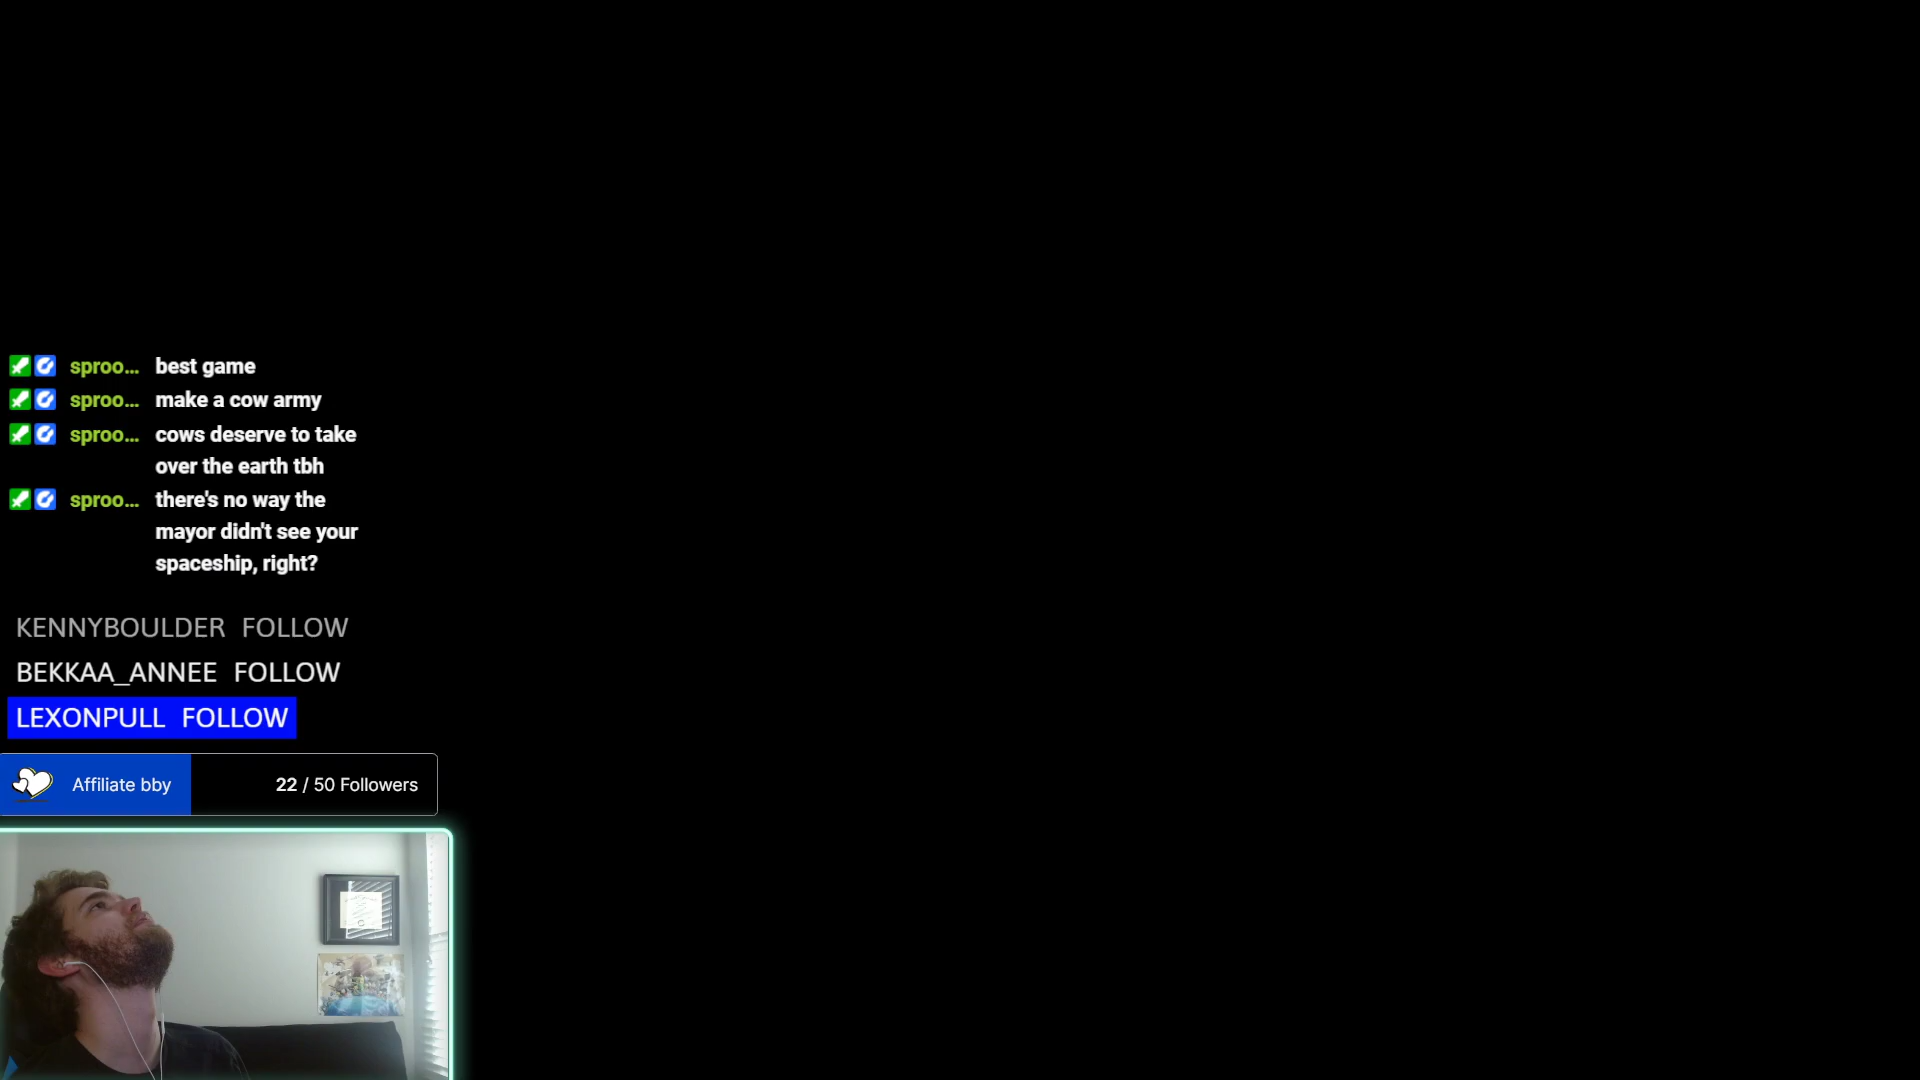 sproo... best game
sproo... make a cow army
sproo... cows deserve to take
over the earth tbh
sproo... there's no way the
mayor didn't see your
spaceship, right?
KENNYBOULDER FOLLOW
BEKKAA_ANNEE FOLLOW
LEXONPULL FOLLOW
Affiliate bby 22 / 50 Followers